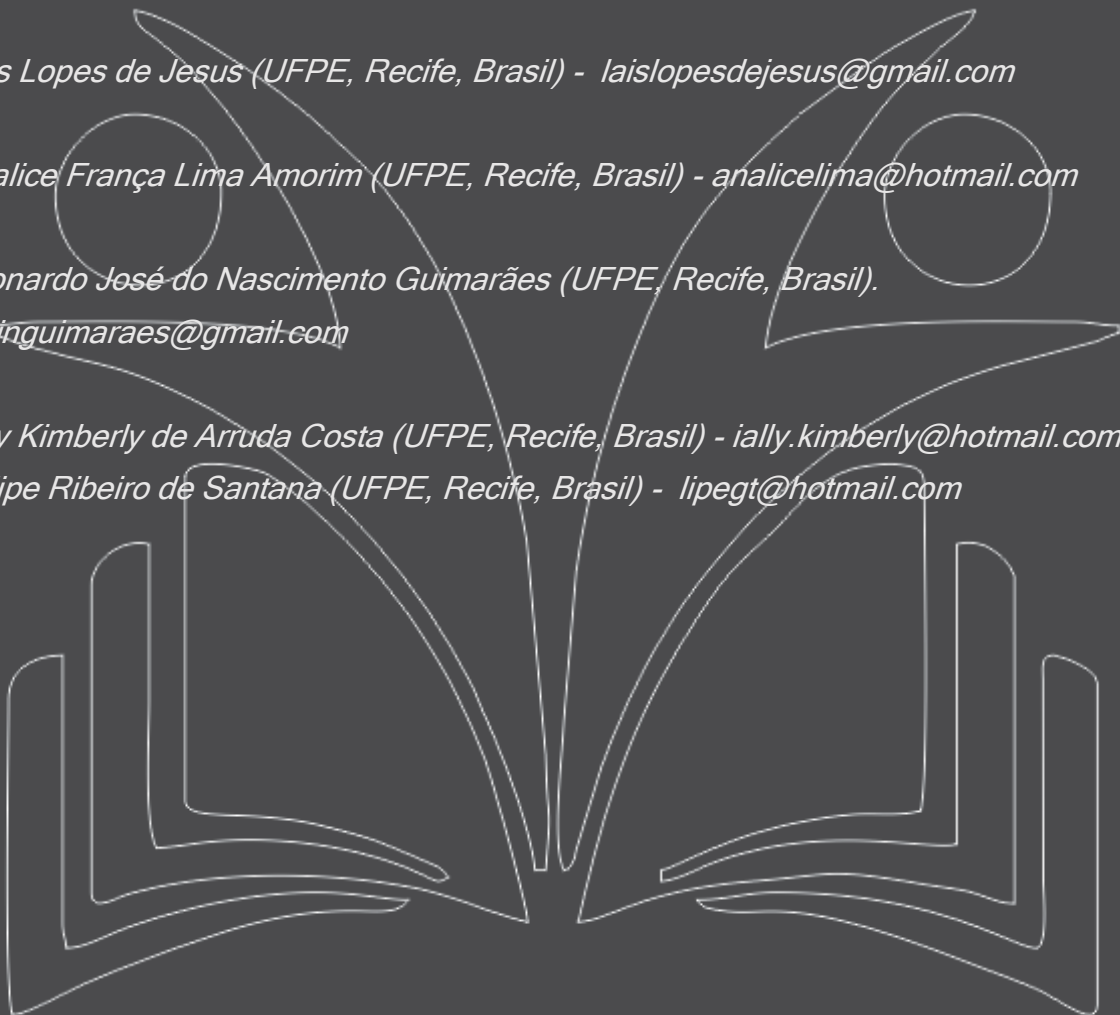 s Lopes de Jesus (UFPE, Recife, Brasil) - laislopesdejesus@gmail.com
alice França Lima Amorim (UFPE, Recife, Brasil) - analicelima@hotmail.com
onardo José do Nascimento Guimarães (UFPE, Recife, Brasil).
inguimaraes@gmail.com
y Kimberly de Arruda Costa (UFPE, Recife, Brasil) - ially.kimberly@hotmail.com
ipe Ribeiro de Santana (UFPE, Recife, Brasil) - lipegt@hotmail.com